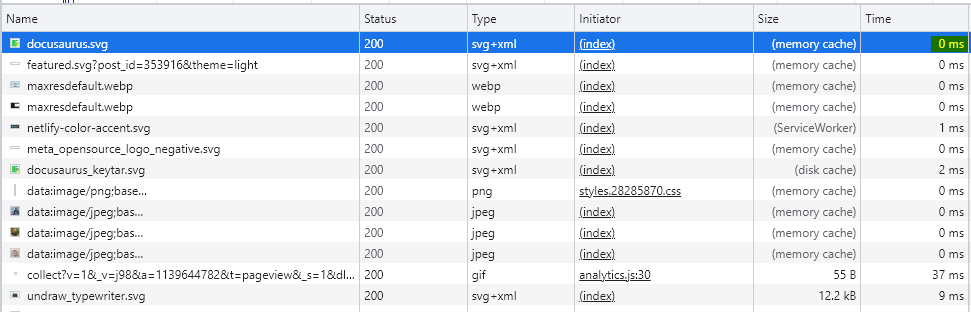 Name Status Type Initiator Size Time
docusaurus.svg 200 svg+xml (index) (memory cache) 0 ms
featured.svg?post_id=353916&theme=light 200 svg+xml (index) (memory cache) 0 ms
maxresdefault.webp 200 webp (index) (memory cache) 0 ms
maxresdefault.webp 200 webp (index) (memory cache) 0 ms
netlify-color-accent.svg 200 svg+xml (index) (ServiceWorker) 1 ms
meta_opensource_logo_negative.svg 200 svg+xml (index) (memory cache) 0 ms
docusaurus_keytar.svg 200 svg+xml (index) (disk cache) 2 ms
data:image/png;base... 200 png styles.28285870.css (memory cache) 0 ms
data:image/jpeg;bas... 200 jpeg (index) (memory cache) 0 ms
data:image/jpeg;bas... 200 jpeg (index) (memory cache) 0 ms
data:image/jpeg;bas... 200 jpeg (index) (memory cache) 0 ms
collect?v=1&_v=j98&a=1139644782&t=pageview&_s=1&dl... 200 gif analytics.js:30 55 B 37 ms
undraw_typewriter.svg 200 svg+xml (index) 12.2 kB 9 ms